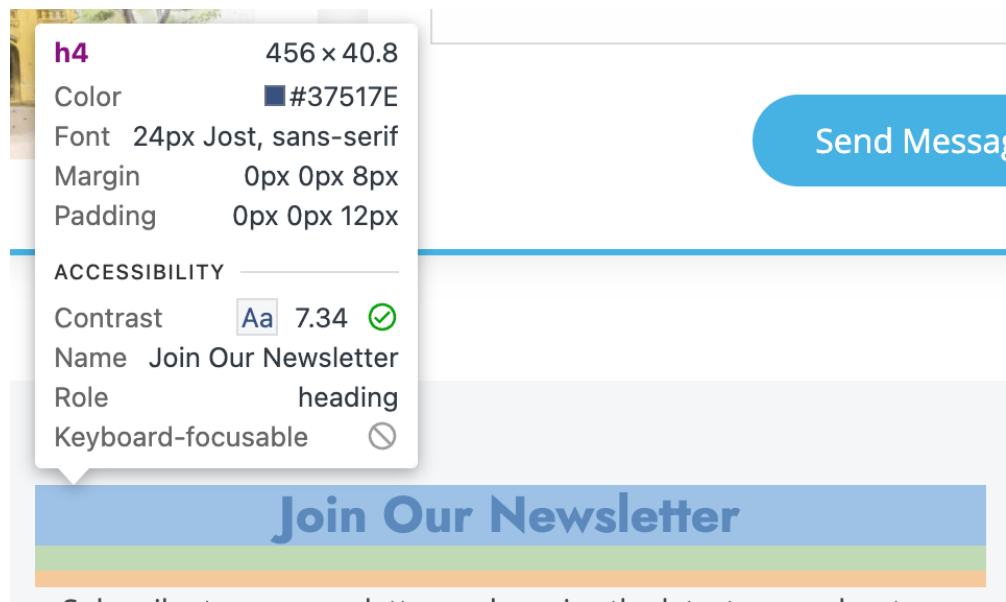 h4 456 × 40.8
Color #37517E
Font 24px Jost, sans-serif
Margin 0px 0px 8px
Padding 0px 0px 12px
ACCESSIBILITY
Contrast Aa 7.34
Name Join Our Newsletter
Role heading
Keyboard-focusable
Send Messag
Join Our Newsletter